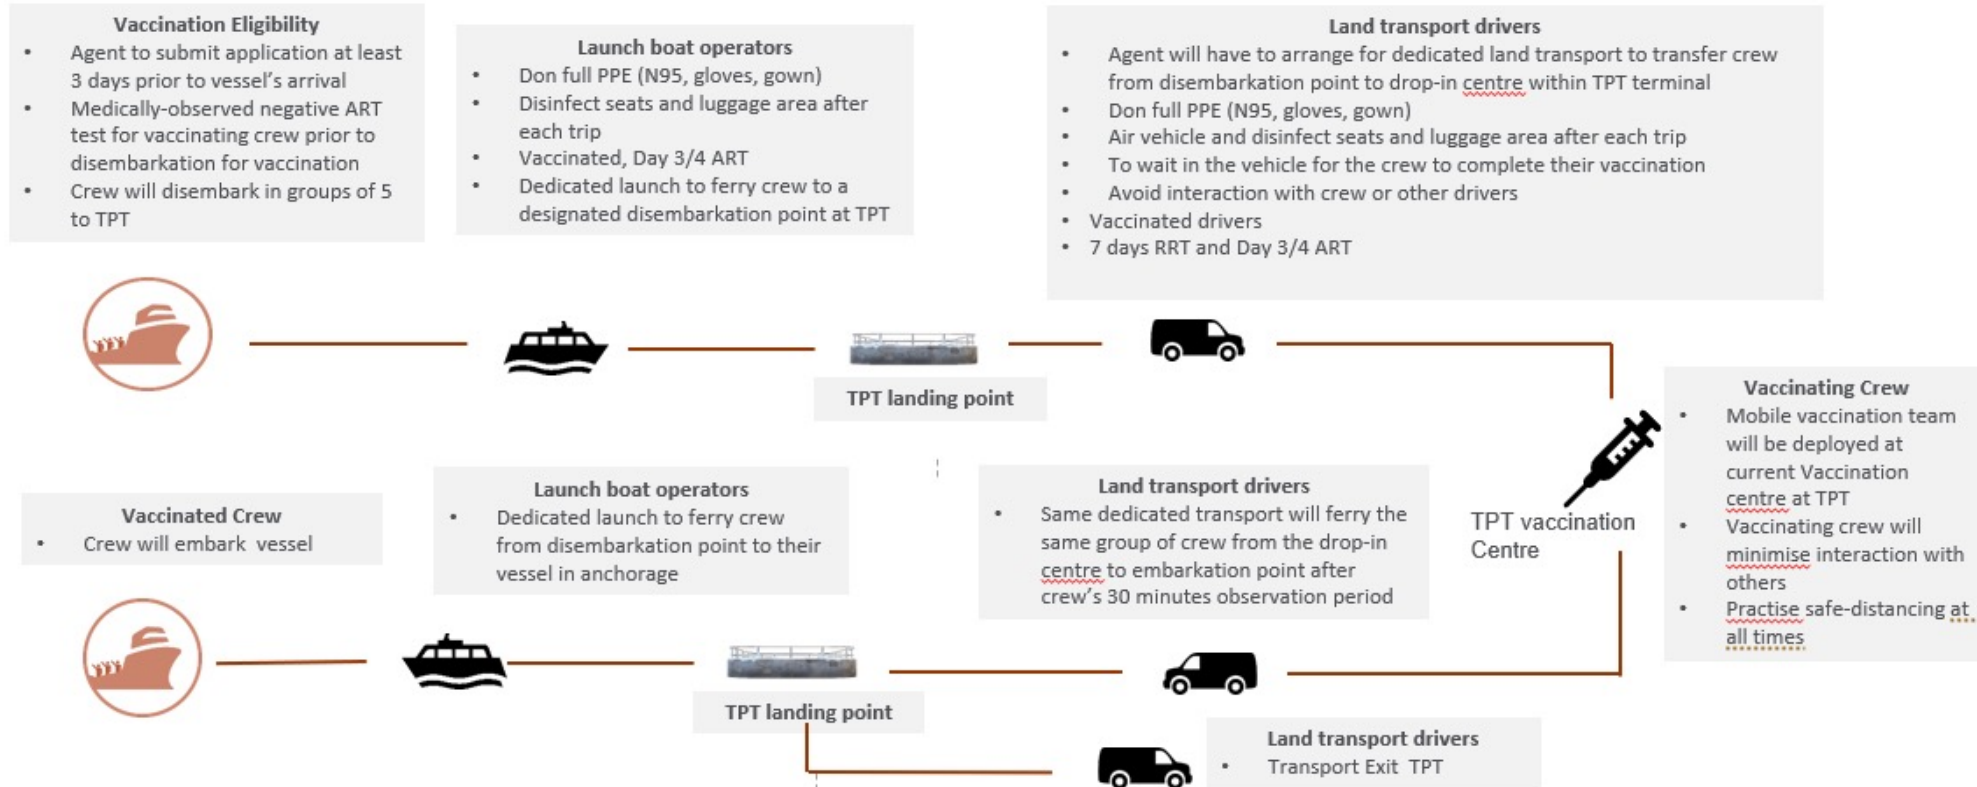 Vaccination Eligibility
• Agent to submit application at least
3 days prior to vessel's arrival
• Medically-observed negative ART
test for vaccinating crew prior to
disembarkation for vaccination
• Crew will disembark in groups of 5
to TPT
Launch boat operators
• Don full PPE (N95, gloves, gown)
• Disinfect seats and luggage area after
each trip
• Vaccinated, Day 3/4 ART
• Dedicated launch to ferry crew to a
designated disembarkation point at TPT
Land transport drivers
• Agent will have to arrange for dedicated land transport to transfer crew
from disembarkation point to drop-in centre within TPT terminal
• Don full PPE (N95, gloves, gown)
• Air vehicle and disinfect seats and luggage area after each trip
• To wait in the vehicle for the crew to complete their vaccination
• Avoid interaction with crew or other drivers
• Vaccinated drivers
• 7 days RRT and Day 3/4 ART
TPT landing point
Vaccinating Crew
• Mobile vaccination team
will be deployed at
current Vaccination
centre at TPT
• Vaccinating crew will
minimise interaction with
others
• Practise safe-distancing at
all times
TPT vaccination
Centre
Land transport drivers
• Same dedicated transport will ferry the
same group of crew from the drop-in
centre to embarkation point after
crew's 30 minutes observation period
Launch boat operators
• Dedicated launch to ferry crew
from disembarkation point to their
vessel in anchorage
Vaccinated Crew
• Crew will embark vessel
TPT landing point
Land transport drivers
• Transport Exit TPT